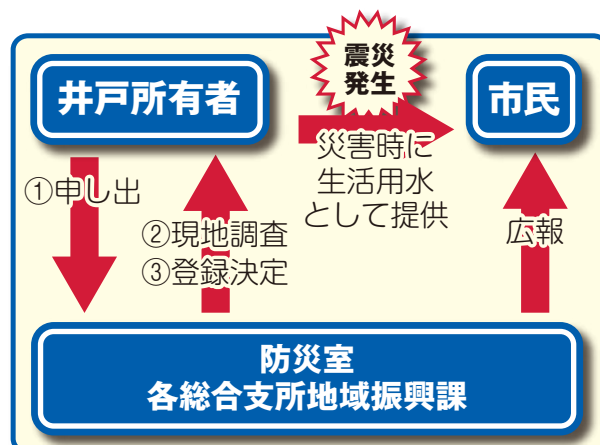 震災
発生
井戸所有者
市民
災害時に
生活用水
として提供
①申し出
②現地調査
③登録決定
広報
防災室
各総合支所地域振興課